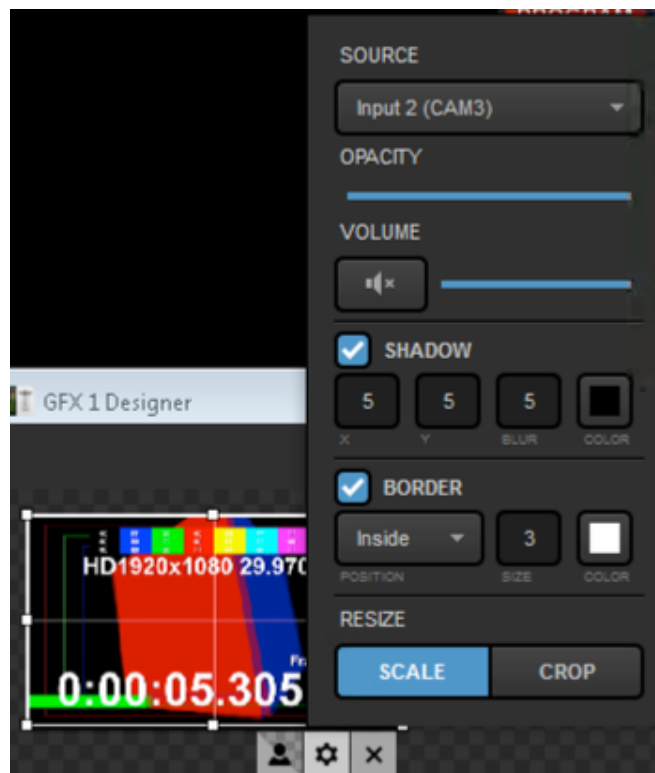 PROGRAM
SOURCE
Input 2 (CAM3)
OPACITY
VOLUME
SHADOW
5 5 5
X Y BLUR COLOR
GFX 1 Designer
BORDER
Inside 3
POSITION SIZE COLOR
HD1920x1080 29.970
0:00:05.305
RESIZE
SCALE CROP